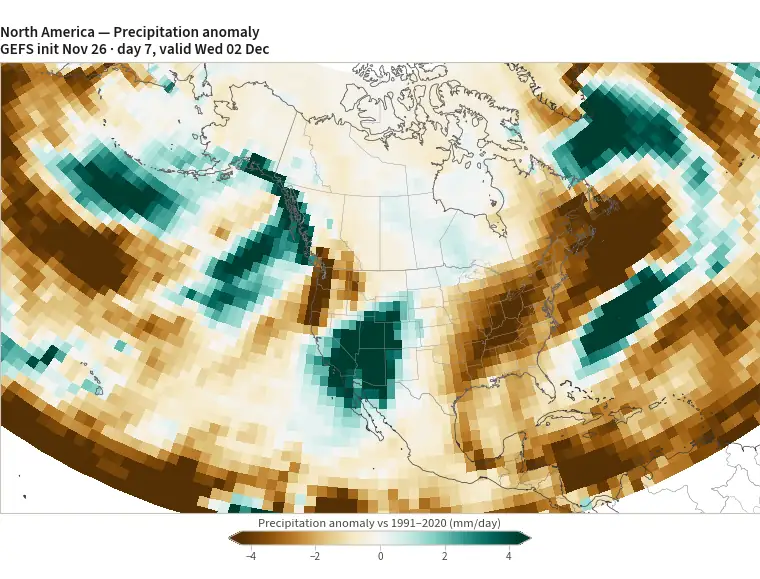 North America — Precipitation anomaly
GEFS init Nov 26 · day 7, valid Wed 02 Dec
Precipitation anomaly vs 1991–2020 (mm/day)
−4 −2 0 2 4